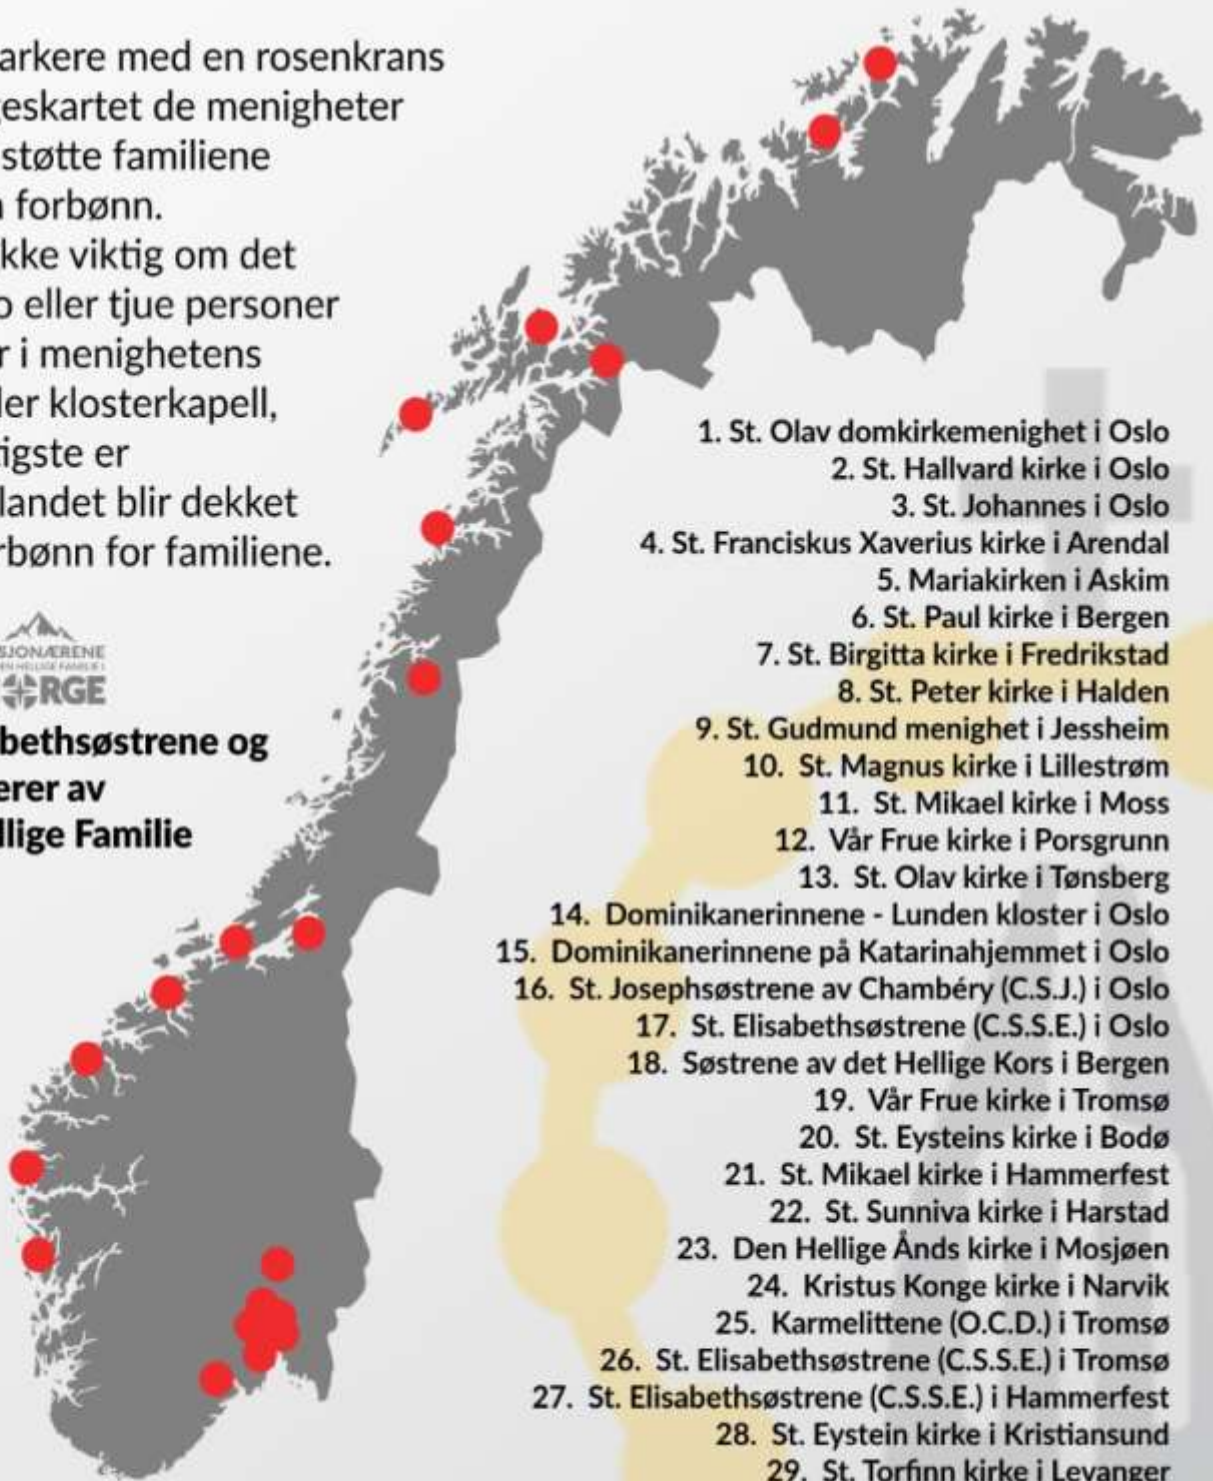 arkere med en rosenkrans
geskartet de menigheter
støtte familiene
forbønn.
kke viktig om det
o eller tjue personer
r i menighetens
ler klosterkapell,
tigste er
landet blir dekket
rbønn for familiene.
SJONÆRENE
EN HELLIGE FAMILIE I
RGE
bethsøstrene og
erer av
llige Familie
1. St. Olav domkirkemenighet i Oslo
2. St. Hallvard kirke i Oslo
3. St. Johannes i Oslo
4. St. Franciskus Xaverius kirke i Arendal
5. Mariakirken i Askim
6. St. Paul kirke i Bergen
7. St. Birgitta kirke i Fredrikstad
8. St. Peter kirke i Halden
9. St. Gudmund menighet i Jessheim
10. St. Magnus kirke i Lillestrøm
11. St. Mikael kirke i Moss
12. Vår Frue kirke i Porsgrunn
13. St. Olav kirke i Tønsberg
14. Dominikanerinnene - Lunden kloster i Oslo
15. Dominikanerinnene på Katarinahjemmet i Oslo
16. St. Josephsøstrene av Chambéry (C.S.J.) i Oslo
17. St. Elisabethsøstrene (C.S.S.E.) i Oslo
18. Søstrene av det Hellige Kors i Bergen
19. Vår Frue kirke i Tromsø
20. St. Eysteins kirke i Bodø
21. St. Mikael kirke i Hammerfest
22. St. Sunniva kirke i Harstad
23. Den Hellige Ånds kirke i Mosjøen
24. Kristus Konge kirke i Narvik
25. Karmelittene (O.C.D.) i Tromsø
26. St. Elisabethsøstrene (C.S.S.E.) i Tromsø
27. St. Elisabethsøstrene (C.S.S.E.) i Hammerfest
28. St. Eystein kirke i Kristiansund
29. St. Torfinn kirke i Levanger